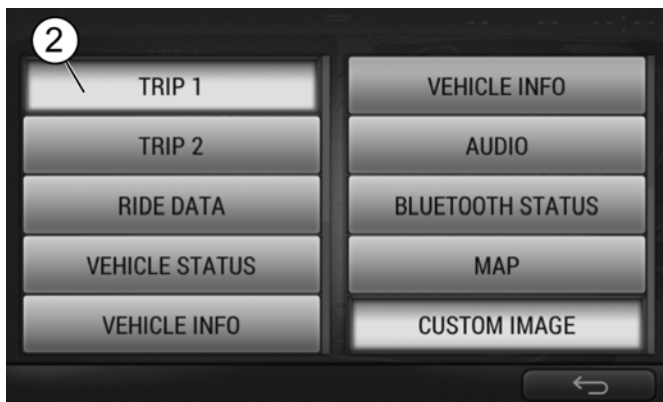 2
TRIP 1
TRIP 2
RIDE DATA
VEHICLE STATUS
VEHICLE INFO
VEHICLE INFO
AUDIO
BLUETOOTH STATUS
MAP
CUSTOM IMAGE